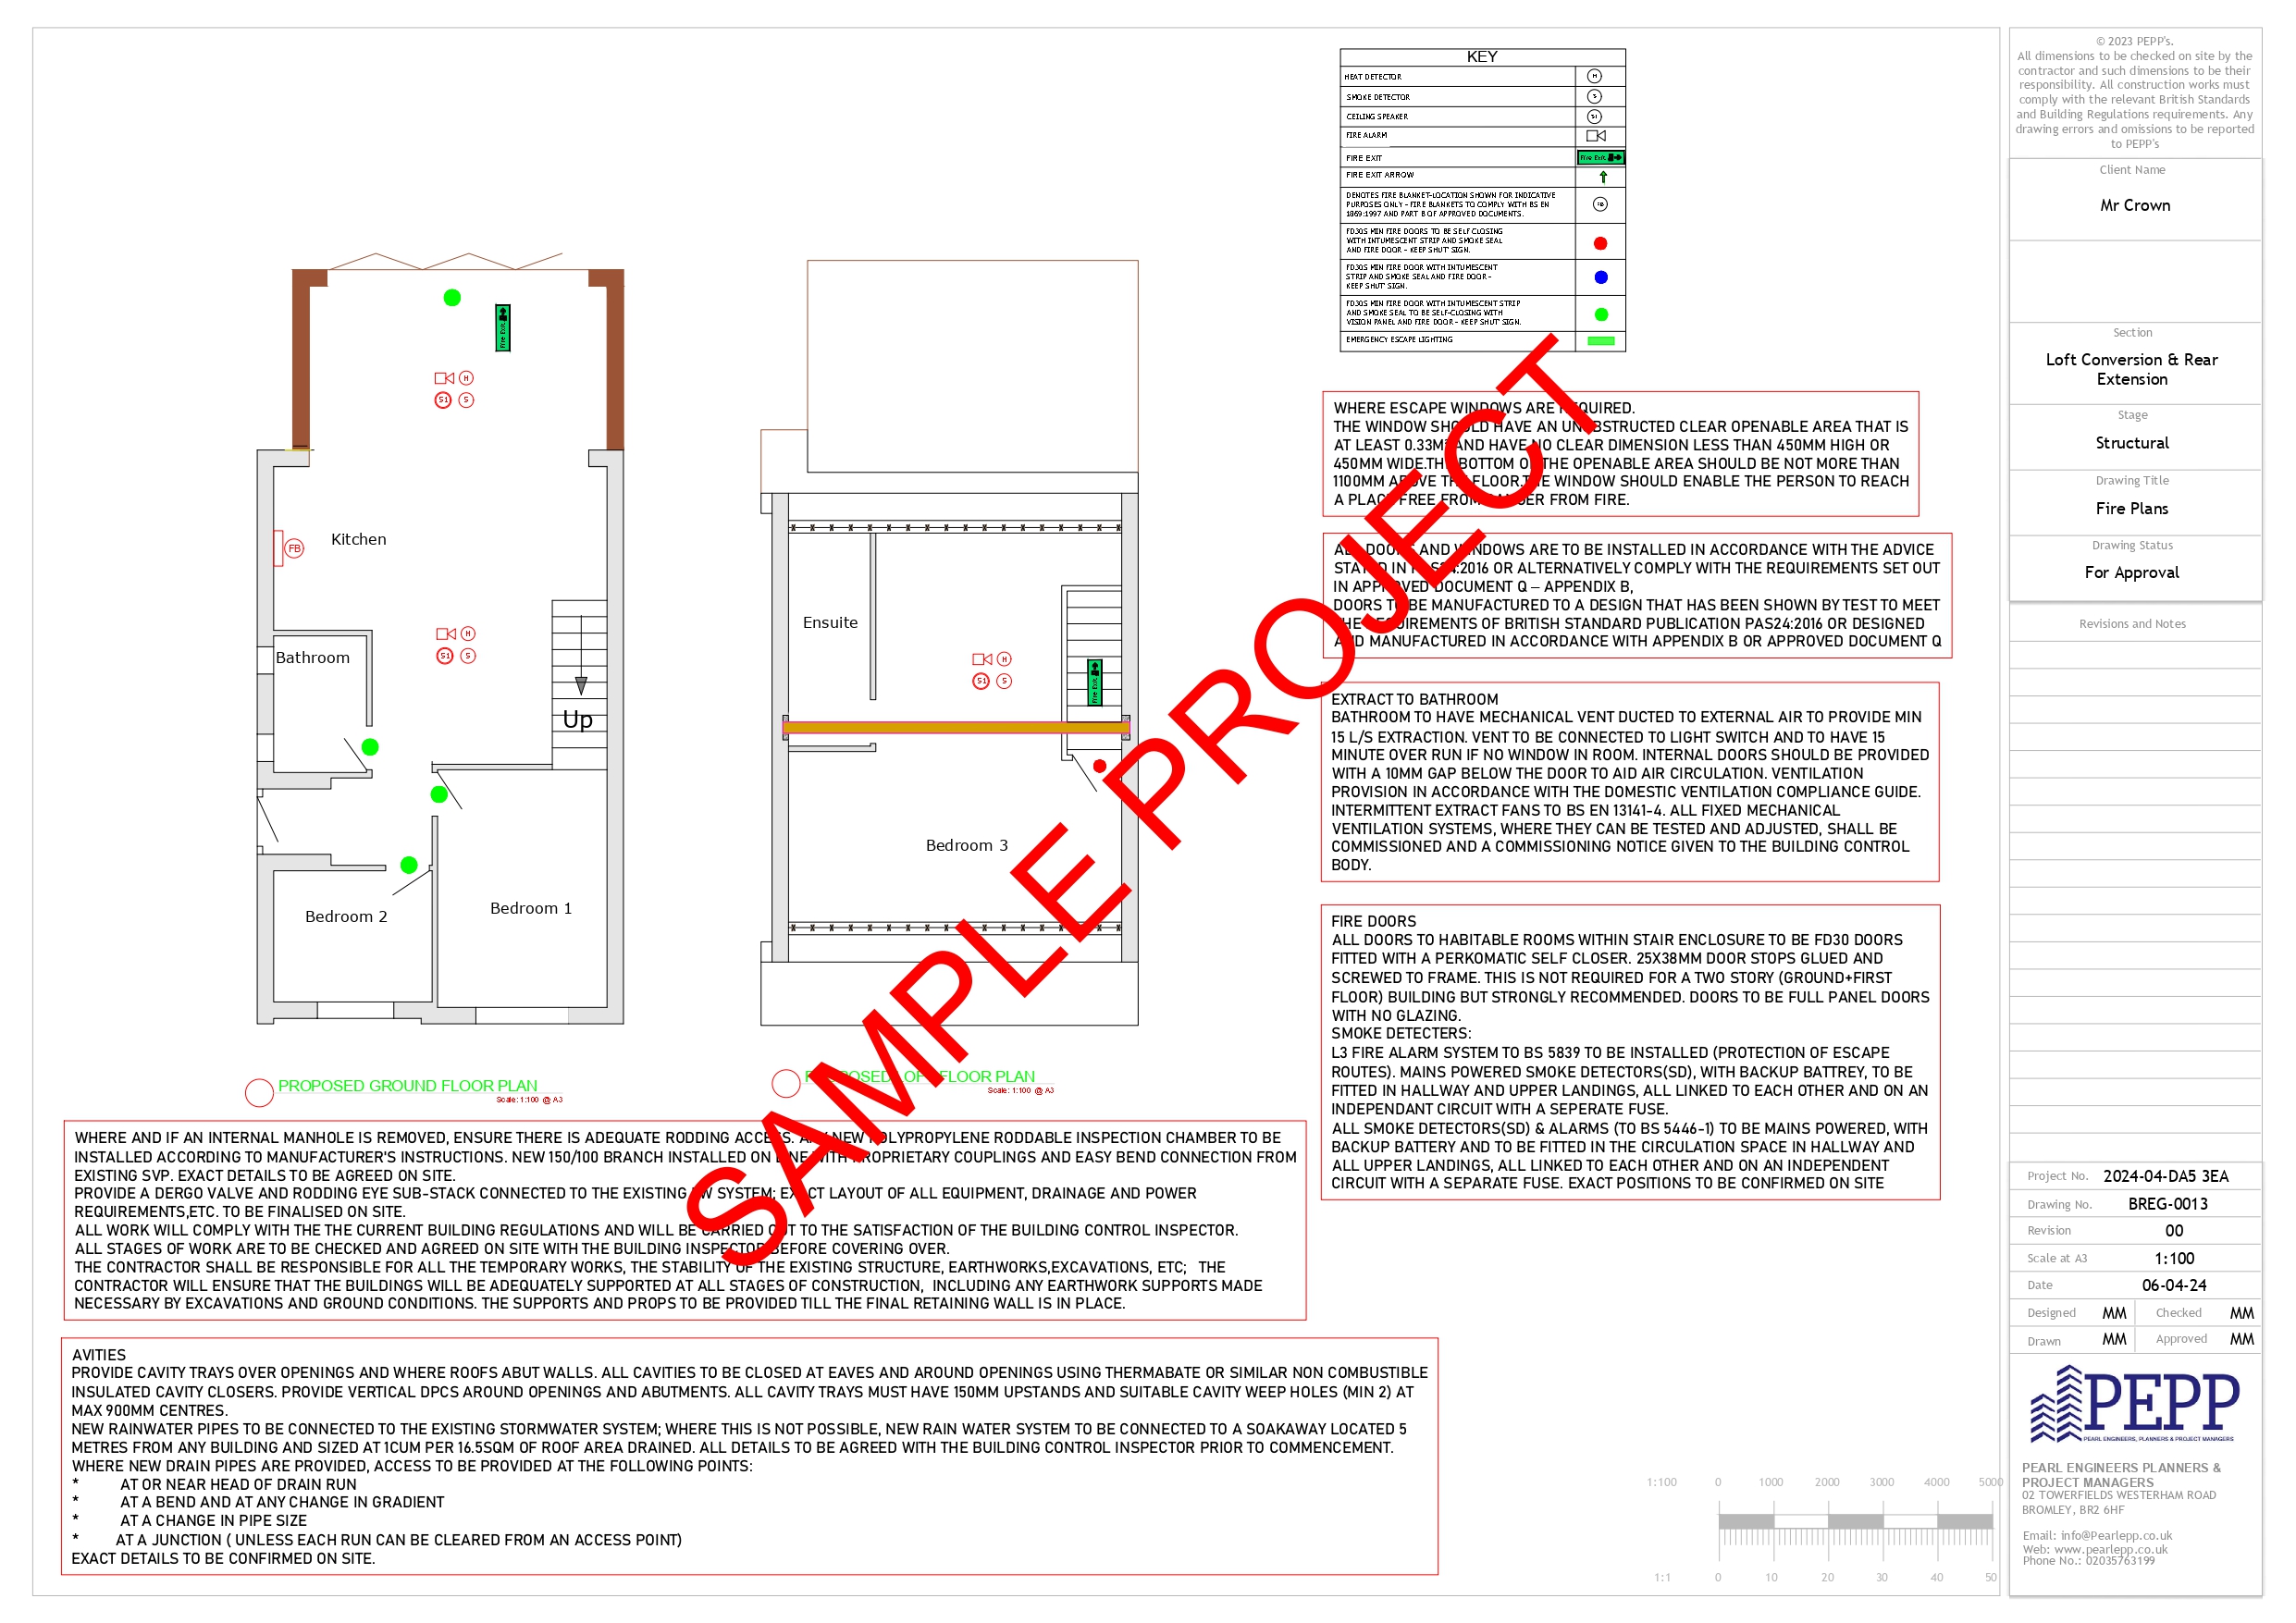 KEY
HEAT DETECTOR
H
SMOKE DETECTOR
S
CEILING SPEAKER
S1
FIRE ALARM
FIRE EXIT
Fire Exit
FIRE EXIT ARROW
DENOTES FIRE BLANKET-LOCATION SHOWN FOR INDICATIVE
PURPOSES ONLY - FIRE BLANKETS TO COMPLY WITH BS EN
1869:1997 AND PART B OF APPROVED DOCUMENTS.
FB
FD30S MIN FIRE DOORS TO BE SELF CLOSING
WITH INTUMESCENT STRIP AND SMOKE SEAL
AND FIRE DOOR - KEEP SHUT' SIGN.
FD30S MIN FIRE DOOR WITH INTUMESCENT
STRIP AND SMOKE SEAL AND FIRE DOOR -
KEEP SHUT' SIGN.
FD30S MIN FIRE DOOR WITH INTUMESCENT STRIP
AND SMOKE SEAL TO BE SELF-CLOSING WITH
VISION PANEL AND FIRE DOOR - KEEP SHUT' SIGN.
EMERGENCY ESCAPE LIGHTING
Fire Exit
H
S1 S
Kitchen
FB
H
S1 S
Bathroom
Up
Bedroom 2
Bedroom 1
PROPOSED GROUND FLOOR PLAN
Scale: 1:100 @ A3
Ensuite
H
S1 S
Fire Exit
Bedroom 3
PROPOSED LOFT FLOOR PLAN
Scale: 1:100 @ A3
SAMPLE PROJECT
WHERE ESCAPE WINDOWS ARE REQUIRED.
THE WINDOW SHOULD HAVE AN UNOBSTRUCTED CLEAR OPENABLE AREA THAT IS
AT LEAST 0.33M² AND HAVE NO CLEAR DIMENSION LESS THAN 450MM HIGH OR
450MM WIDE.THE BOTTOM OF THE OPENABLE AREA SHOULD BE NOT MORE THAN
1100MM ABOVE THE FLOOR.THE WINDOW SHOULD ENABLE THE PERSON TO REACH
A PLACE FREE FROM DANGER FROM FIRE.
ALL DOORS AND WINDOWS ARE TO BE INSTALLED IN ACCORDANCE WITH THE ADVICE
STATED IN PAS24:2016 OR ALTERNATIVELY COMPLY WITH THE REQUIREMENTS SET OUT
IN APPROVED DOCUMENT Q – APPENDIX B,
DOORS TO BE MANUFACTURED TO A DESIGN THAT HAS BEEN SHOWN BY TEST TO MEET
THE REQUIREMENTS OF BRITISH STANDARD PUBLICATION PAS24:2016 OR DESIGNED
AND MANUFACTURED IN ACCORDANCE WITH APPENDIX B OR APPROVED DOCUMENT Q
EXTRACT TO BATHROOM
BATHROOM TO HAVE MECHANICAL VENT DUCTED TO EXTERNAL AIR TO PROVIDE MIN
15 L/S EXTRACTION. VENT TO BE CONNECTED TO LIGHT SWITCH AND TO HAVE 15
MINUTE OVER RUN IF NO WINDOW IN ROOM. INTERNAL DOORS SHOULD BE PROVIDED
WITH A 10MM GAP BELOW THE DOOR TO AID AIR CIRCULATION. VENTILATION
PROVISION IN ACCORDANCE WITH THE DOMESTIC VENTILATION COMPLIANCE GUIDE.
INTERMITTENT EXTRACT FANS TO BS EN 13141-4. ALL FIXED MECHANICAL
VENTILATION SYSTEMS, WHERE THEY CAN BE TESTED AND ADJUSTED, SHALL BE
COMMISSIONED AND A COMMISSIONING NOTICE GIVEN TO THE BUILDING CONTROL
BODY.
FIRE DOORS
ALL DOORS TO HABITABLE ROOMS WITHIN STAIR ENCLOSURE TO BE FD30 DOORS
FITTED WITH A PERKOMATIC SELF CLOSER. 25X38MM DOOR STOPS GLUED AND
SCREWED TO FRAME. THIS IS NOT REQUIRED FOR A TWO STORY (GROUND+FIRST
FLOOR) BUILDING BUT STRONGLY RECOMMENDED. DOORS TO BE FULL PANEL DOORS
WITH NO GLAZING.
SMOKE DETECTERS:
L3 FIRE ALARM SYSTEM TO BS 5839 TO BE INSTALLED (PROTECTION OF ESCAPE
ROUTES). MAINS POWERED SMOKE DETECTORS(SD), WITH BACKUP BATTREY, TO BE
FITTED IN HALLWAY AND UPPER LANDINGS, ALL LINKED TO EACH OTHER AND ON AN
INDEPENDANT CIRCUIT WITH A SEPERATE FUSE.
ALL SMOKE DETECTORS(SD) & ALARMS (TO BS 5446-1) TO BE MAINS POWERED, WITH
BACKUP BATTERY AND TO BE FITTED IN THE CIRCULATION SPACE IN HALLWAY AND
ALL UPPER LANDINGS, ALL LINKED TO EACH OTHER AND ON AN INDEPENDENT
CIRCUIT WITH A SEPARATE FUSE. EXACT POSITIONS TO BE CONFIRMED ON SITE
WHERE AND IF AN INTERNAL MANHOLE IS REMOVED, ENSURE THERE IS ADEQUATE RODDING ACCESS. ANY NEW POLYPROPYLENE RODDABLE INSPECTION CHAMBER TO BE
INSTALLED ACCORDING TO MANUFACTURER'S INSTRUCTIONS. NEW 150/100 BRANCH INSTALLED ON LINE WITH PROPRIETARY COUPLINGS AND EASY BEND CONNECTION FROM
EXISTING SVP. EXACT DETAILS TO BE AGREED ON SITE.
PROVIDE A DERGO VALVE AND RODDING EYE SUB-STACK CONNECTED TO THE EXISTING SYSTEM; EXACT LAYOUT OF ALL EQUIPMENT, DRAINAGE AND POWER
REQUIREMENTS,ETC. TO BE FINALISED ON SITE.
ALL WORK WILL COMPLY WITH THE THE CURRENT BUILDING REGULATIONS AND WILL BE CARRIED OUT TO THE SATISFACTION OF THE BUILDING CONTROL INSPECTOR.
ALL STAGES OF WORK ARE TO BE CHECKED AND AGREED ON SITE WITH THE BUILDING INSPECTOR BEFORE COVERING OVER.
THE CONTRACTOR SHALL BE RESPONSIBLE FOR ALL THE TEMPORARY WORKS, THE STABILITY OF THE EXISTING STRUCTURE, EARTHWORKS,EXCAVATIONS, ETC; THE
CONTRACTOR WILL ENSURE THAT THE BUILDINGS WILL BE ADEQUATELY SUPPORTED AT ALL STAGES OF CONSTRUCTION, INCLUDING ANY EARTHWORK SUPPORTS MADE
NECESSARY BY EXCAVATIONS AND GROUND CONDITIONS. THE SUPPORTS AND PROPS TO BE PROVIDED TILL THE FINAL RETAINING WALL IS IN PLACE.
AVITIES
PROVIDE CAVITY TRAYS OVER OPENINGS AND WHERE ROOFS ABUT WALLS. ALL CAVITIES TO BE CLOSED AT EAVES AND AROUND OPENINGS USING THERMABATE OR SIMILAR NON COMBUSTIBLE
INSULATED CAVITY CLOSERS. PROVIDE VERTICAL DPCS AROUND OPENINGS AND ABUTMENTS. ALL CAVITY TRAYS MUST HAVE 150MM UPSTANDS AND SUITABLE CAVITY WEEP HOLES (MIN 2) AT
MAX 900MM CENTRES.
NEW RAINWATER PIPES TO BE CONNECTED TO THE EXISTING STORMWATER SYSTEM; WHERE THIS IS NOT POSSIBLE, NEW RAIN WATER SYSTEM TO BE CONNECTED TO A SOAKAWAY LOCATED 5
METRES FROM ANY BUILDING AND SIZED AT 1CUM PER 16.5SQM OF ROOF AREA DRAINED. ALL DETAILS TO BE AGREED WITH THE BUILDING CONTROL INSPECTOR PRIOR TO COMMENCEMENT.
WHERE NEW DRAIN PIPES ARE PROVIDED, ACCESS TO BE PROVIDED AT THE FOLLOWING POINTS:
* AT OR NEAR HEAD OF DRAIN RUN
* AT A BEND AND AT ANY CHANGE IN GRADIENT
* AT A CHANGE IN PIPE SIZE
* AT A JUNCTION ( UNLESS EACH RUN CAN BE CLEARED FROM AN ACCESS POINT)
EXACT DETAILS TO BE CONFIRMED ON SITE.
1:100 0 1000 2000 3000 4000 5000
1:1 0 10 20 30 40 50
© 2023 PEPP's.
All dimensions to be checked on site by the
contractor and such dimensions to be their
responsibility. All construction works must
comply with the relevant British Standards
and Building Regulations requirements. Any
drawing errors and omissions to be reported
to PEPP's
Client Name
Mr Crown
Section
Loft Conversion & Rear
Extension
Stage
Structural
Drawing Title
Fire Plans
Drawing Status
For Approval
Revisions and Notes
Project No. 2024-04-DA5 3EA
Drawing No. BREG-0013
Revision 00
Scale at A3 1:100
Date 06-04-24
Designed MM Checked MM
Drawn MM Approved MM
PEPP
PEARL ENGINEERS, PLANNERS & PROJECT MANAGERS
PEARL ENGINEERS PLANNERS &
PROJECT MANAGERS
02 TOWERFIELDS WESTERHAM ROAD
BROMLEY, BR2 6HF
Email: info@Pearlepp.co.uk
Web: www.pearlepp.co.uk
Phone No.: 02035763199